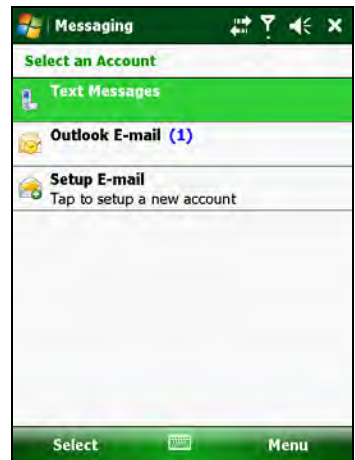 Messaging
Select an Account
Text Messages
Outlook E-mail (1)
Setup E-mail
Tap to setup a new account
Select Menu